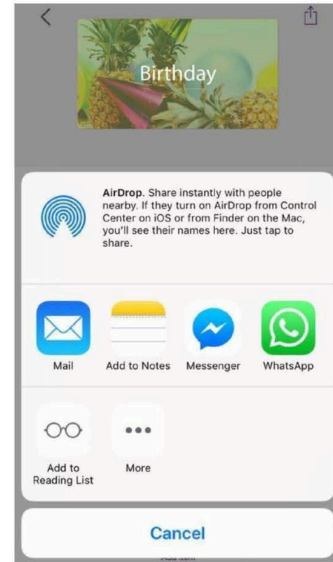 Birthday
AirDrop. Share instantly with people
nearby. If they turn on AirDrop from Control
Center on iOS or from Finder on the Mac,
you'll see their names here. Just tap to
share.
Mail
Add to Notes
Messenger
WhatsApp
Add to
Reading List
More
Cancel